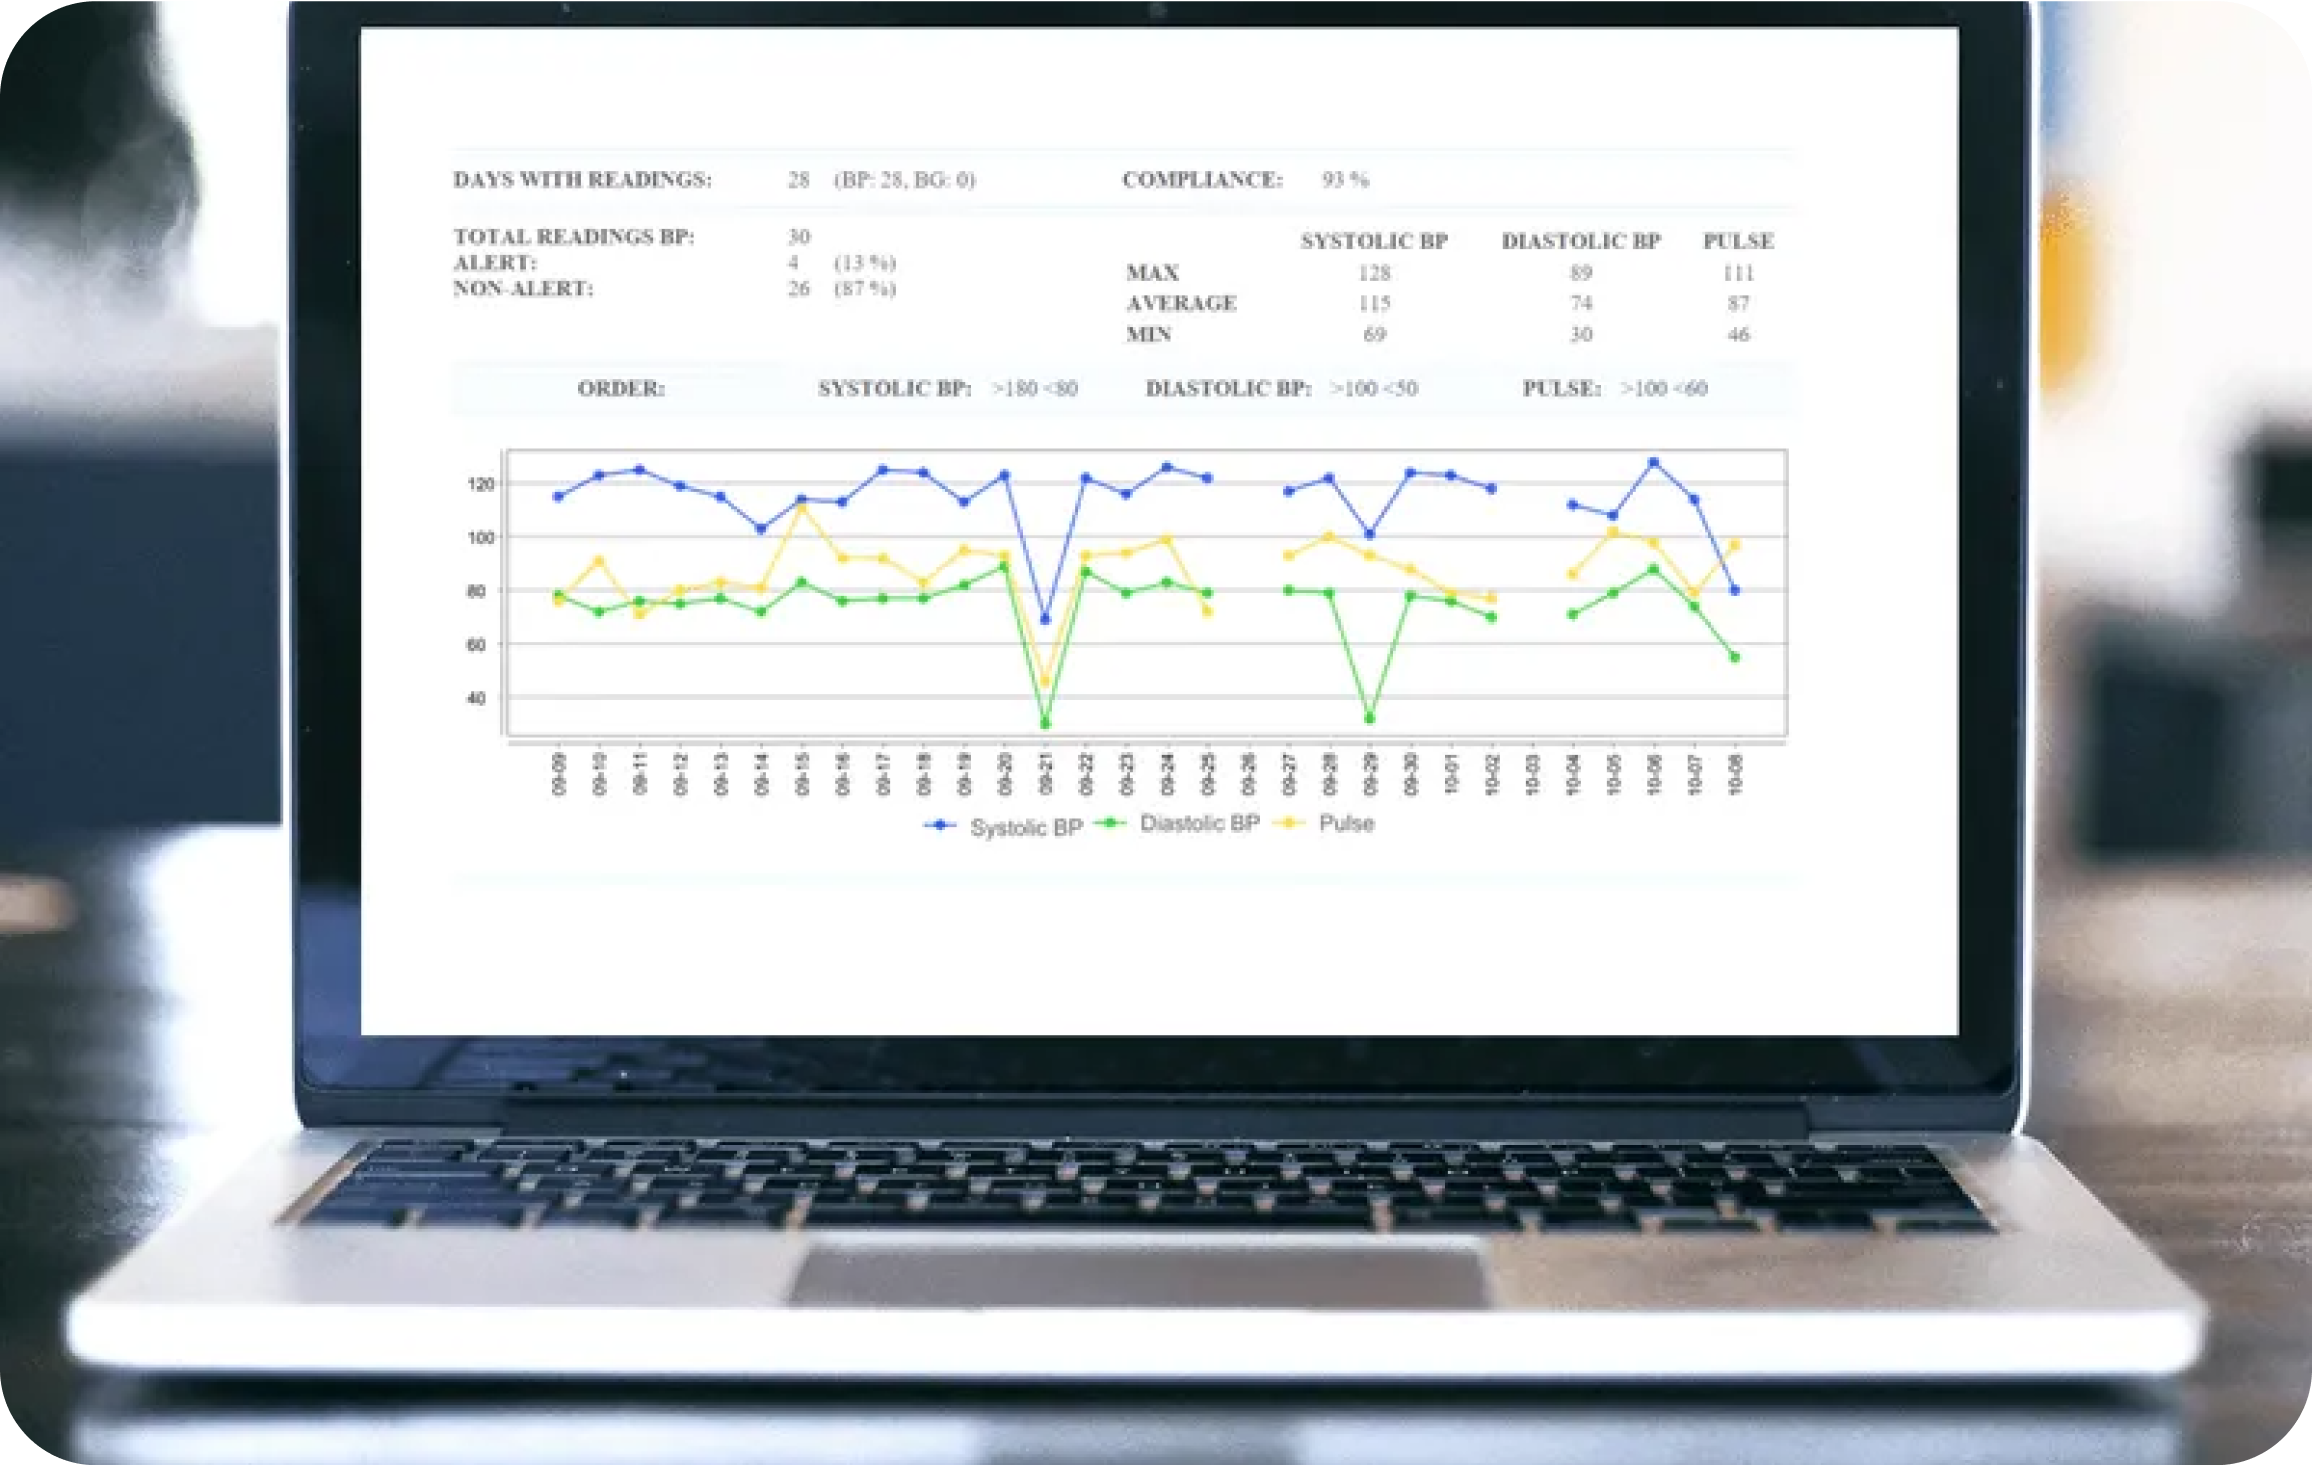 DAYS WITH READINGS: 28 (BP: 28, BG: 0) COMPLIANCE: 93 %
TOTAL READINGS BP: 30
ALERT: 4 (13 %)
NON-ALERT: 26 (87 %)
SYSTOLIC BP DIASTOLIC BP PULSE
MAX 128 89 111
AVERAGE 115 74 87
MIN 69 30 46
ORDER: SYSTOLIC BP: >180 <80 DIASTOLIC BP: >100 <50 PULSE: >100 <60
120
100
80
60
40
09-09 09-10 09-11 09-12 09-13 09-14 09-15 09-16 09-17 09-18 09-19 09-20 09-21 09-22 09-23 09-24 09-25 09-26 09-27 09-28 09-29 09-30 10-01 10-02 10-03 10-04 10-05 10-06 10-07 10-08
Systolic BP Diastolic BP Pulse